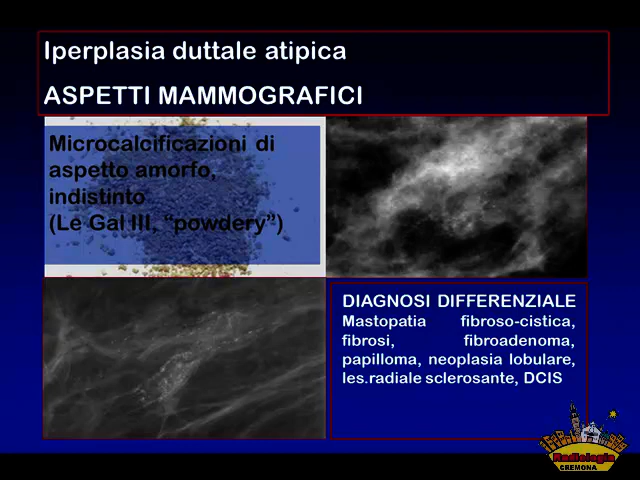 Iperplasia duttale atipica
ASPETTI MAMMOGRAFICI
Microcalcificazioni di
aspetto amorfo,
indistinto
(Le Gal III, “powdery”)
DIAGNOSI DIFFERENZIALE
Mastopatia fibroso-cistica,
fibrosi, fibroadenoma,
papilloma, neoplasia lobulare,
les.radiale sclerosante, DCIS
Radiologia
CREMONA